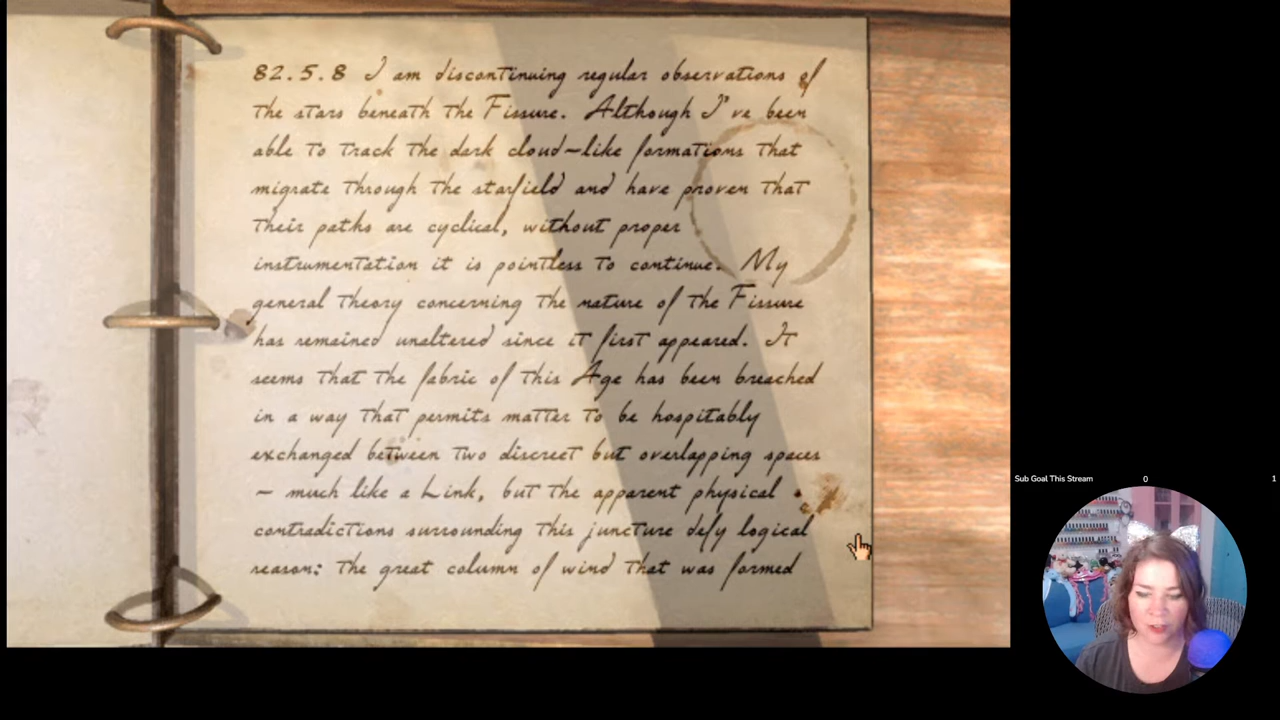 82.5.8 I am discontinuing regular observations of
the stars beneath the Fissure. Although I've been
able to track the dark cloud-like formations that
migrate through the starfield and have proven that
their paths are cyclical, without proper
instrumentation it is pointless to continue. My
general theory concerning the nature of the Fissure
has remained unaltered since it first appeared. It
seems that the fabric of this Age has been breached
in a way that permits matter to be hospitably
exchanged between two discreet but overlapping spaces
- much like a Link, but the apparent physical
contradictions surrounding this juncture defy logical
reason: the great column of wind that was formed
Sub Goal This Stream 0 1